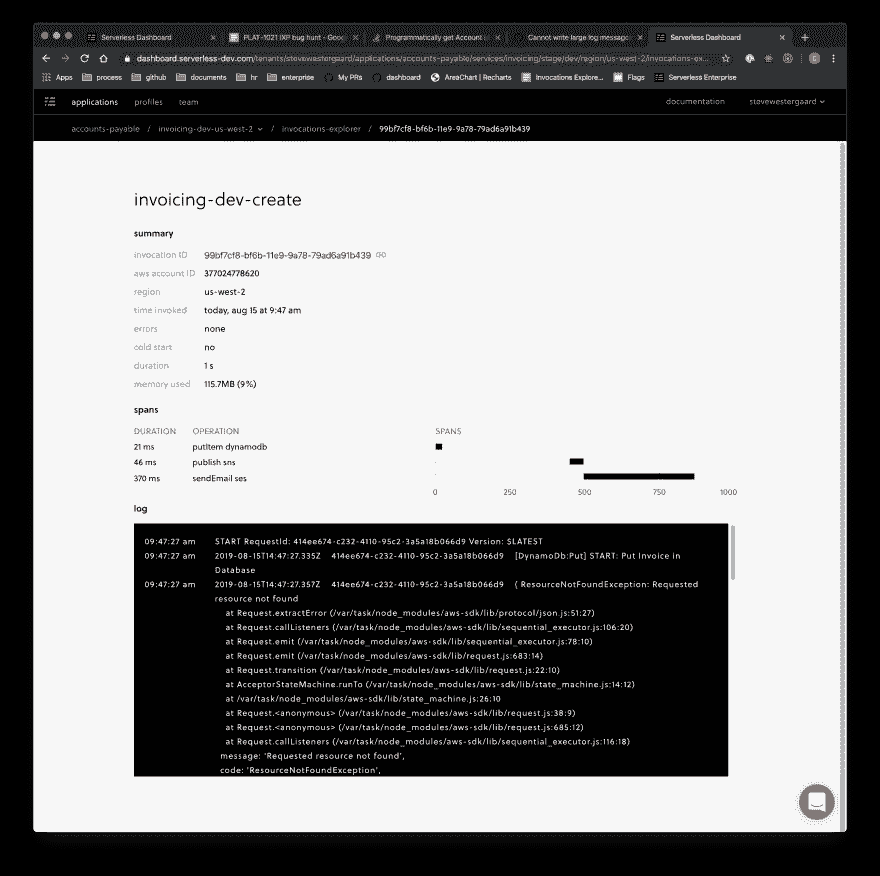 Serverless Dashboard
PLAT-1021 IXP bug hunt - Goo
Programmatically get Account
Cannot write large log message
Serverless Dashboard
dashboard.serverless-dev.com/tenants/stevewestergaard/applications/accounts-payable/services/invoicing/stage/dev/region/us-west-2/invocations-ex...
Apps process github documents hr enterprise My PRs dashboard AreaChart | Recharts Invocations Explore... Flags Serverless Enterprise
applications profiles team documentation stevewestergaard
accounts-payable / invoicing-dev-us-west-2 / invocations-explorer / 99bf7cf8-bf6b-11e9-9a78-79ad6a91b439
invoicing-dev-create
summary
invocation ID 99bf7cf8-bf6b-11e9-9a78-79ad6a91b439
aws account ID 377024778620
region us-west-2
time invoked today, aug 15 at 9:47 am
errors none
cold start no
duration 1 s
memory used 115.7MB (9%)
spans
DURATION OPERATION SPANS
21 ms putItem dynamodb
46 ms publish sns
370 ms sendEmail ses
0 250 500 750 1000
log
09:47:27 am START RequestId: 414ee674-c232-4110-95c2-3a5a18b066d9 Version: $LATEST
09:47:27 am 2019-08-15T14:47:27.335Z 414ee674-c232-4110-95c2-3a5a18b066d9 [DynamoDb:Put] START: Put Invoice in
Database
09:47:27 am 2019-08-15T14:47:27.357Z 414ee674-c232-4110-95c2-3a5a18b066d9 { ResourceNotFoundException: Requested
resource not found
at Request.extractError (/var/task/node_modules/aws-sdk/lib/protocol/json.js:51:27)
at Request.callListeners (/var/task/node_modules/aws-sdk/lib/sequential_executor.js:106:20)
at Request.emit (/var/task/node_modules/aws-sdk/lib/sequential_executor.js:78:10)
at Request.emit (/var/task/node_modules/aws-sdk/lib/request.js:683:14)
at Request.transition (/var/task/node_modules/aws-sdk/lib/request.js:22:10)
at AcceptorStateMachine.runTo (/var/task/node_modules/aws-sdk/lib/state_machine.js:14:12)
at /var/task/node_modules/aws-sdk/lib/state_machine.js:26:10
at Request.<anonymous> (/var/task/node_modules/aws-sdk/lib/request.js:38:9)
at Request.<anonymous> (/var/task/node_modules/aws-sdk/lib/request.js:685:12)
at Request.callListeners (/var/task/node_modules/aws-sdk/lib/sequential_executor.js:116:18)
message: 'Requested resource not found',
code: 'ResourceNotFoundException',